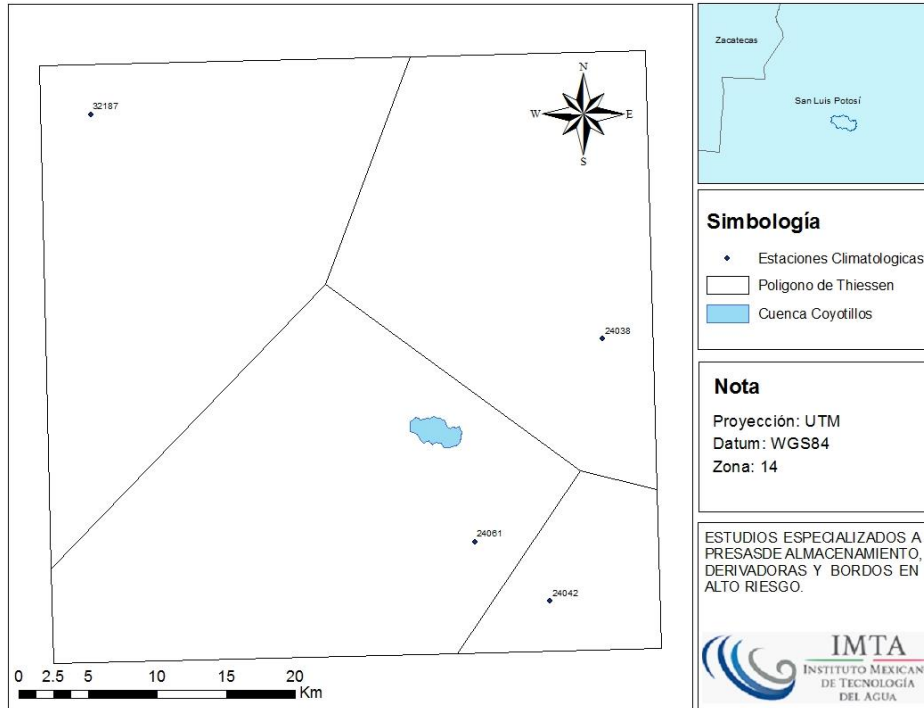 32187
N
W
E
S
24038
24061
24042
0 2.5 5 10 15 20
Km
Zacatecas
San Luis Potosí
Simbología
Estaciones Climatologicas
Poligono de Thiessen
Cuenca Coyotillos
Nota
Proyección: UTM
Datum: WGS84
Zona: 14
ESTUDIOS ESPECIALIZADOS A
PRESASDE ALMACENAMIENTO,
DERIVADORAS Y BORDOS EN
ALTO RIESGO.
IMTA
INSTITUTO MEXICAN
DE TECNOLOGÍA
DEL AGUA